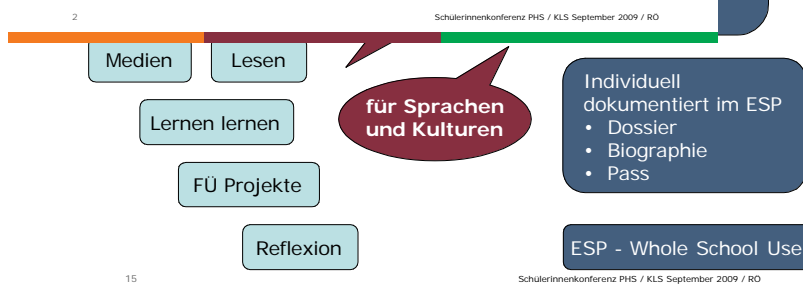 2
Schülerinnenkonferenz PHS / KLS September 2009 / RÖ
Medien
Lesen
Lernen lernen
FÜ Projekte
Reflexion
für Sprachen
und Kulturen
Individuell
dokumentiert im ESP
• Dossier
• Biographie
• Pass
ESP - Whole School Use
15
Schülerinnenkonferenz PHS / KLS September 2009 / RÖ